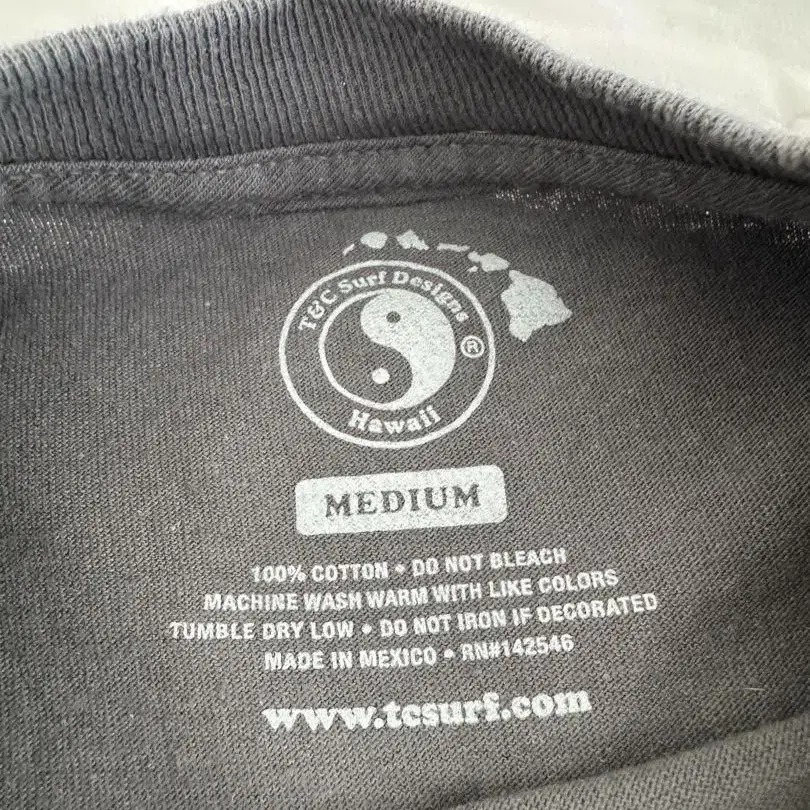 T&C Surf Designs
®
Hawaii
MEDIUM
100% COTTON • DO NOT BLEACH
MACHINE WASH WARM WITH LIKE COLORS
TUMBLE DRY LOW • DO NOT IRON IF DECORATED
MADE IN MEXICO • RN#142546
www.tcsurf.com